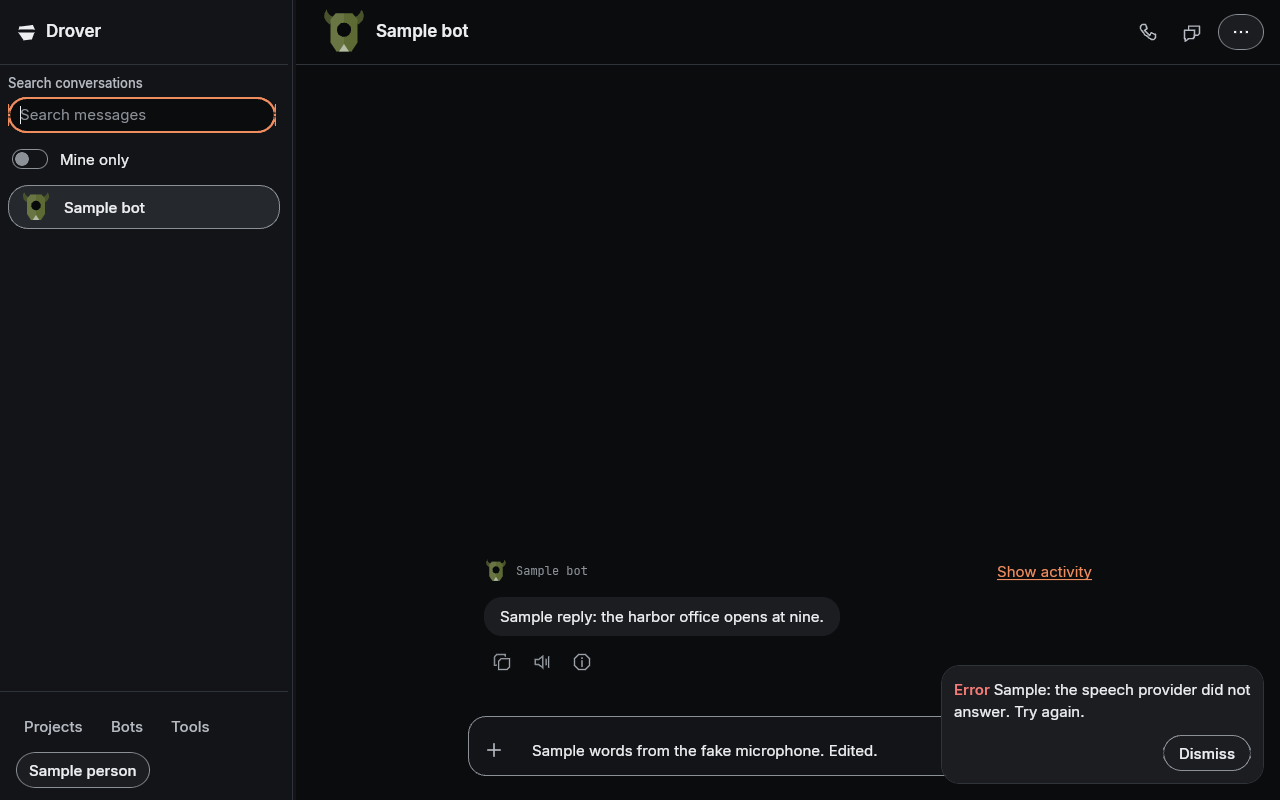 Drover
Search conversations
Search messages
Mine only
Sample bot
Projects Bots Tools
Sample person
Sample bot
Sample bot
Show activity
Sample reply: the harbor office opens at nine.
Sample words from the fake microphone. Edited.
Error Sample: the speech provider did not
answer. Try again.
Dismiss